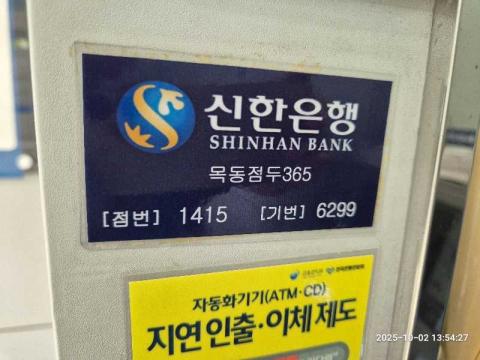 신한은행
SHINHAN BANK
목동점두365
[점번] 1415 [기번] 6299
자동화기기(ATM·CD)
지연 인출·이체 제도
2025-10-02 13:54:27